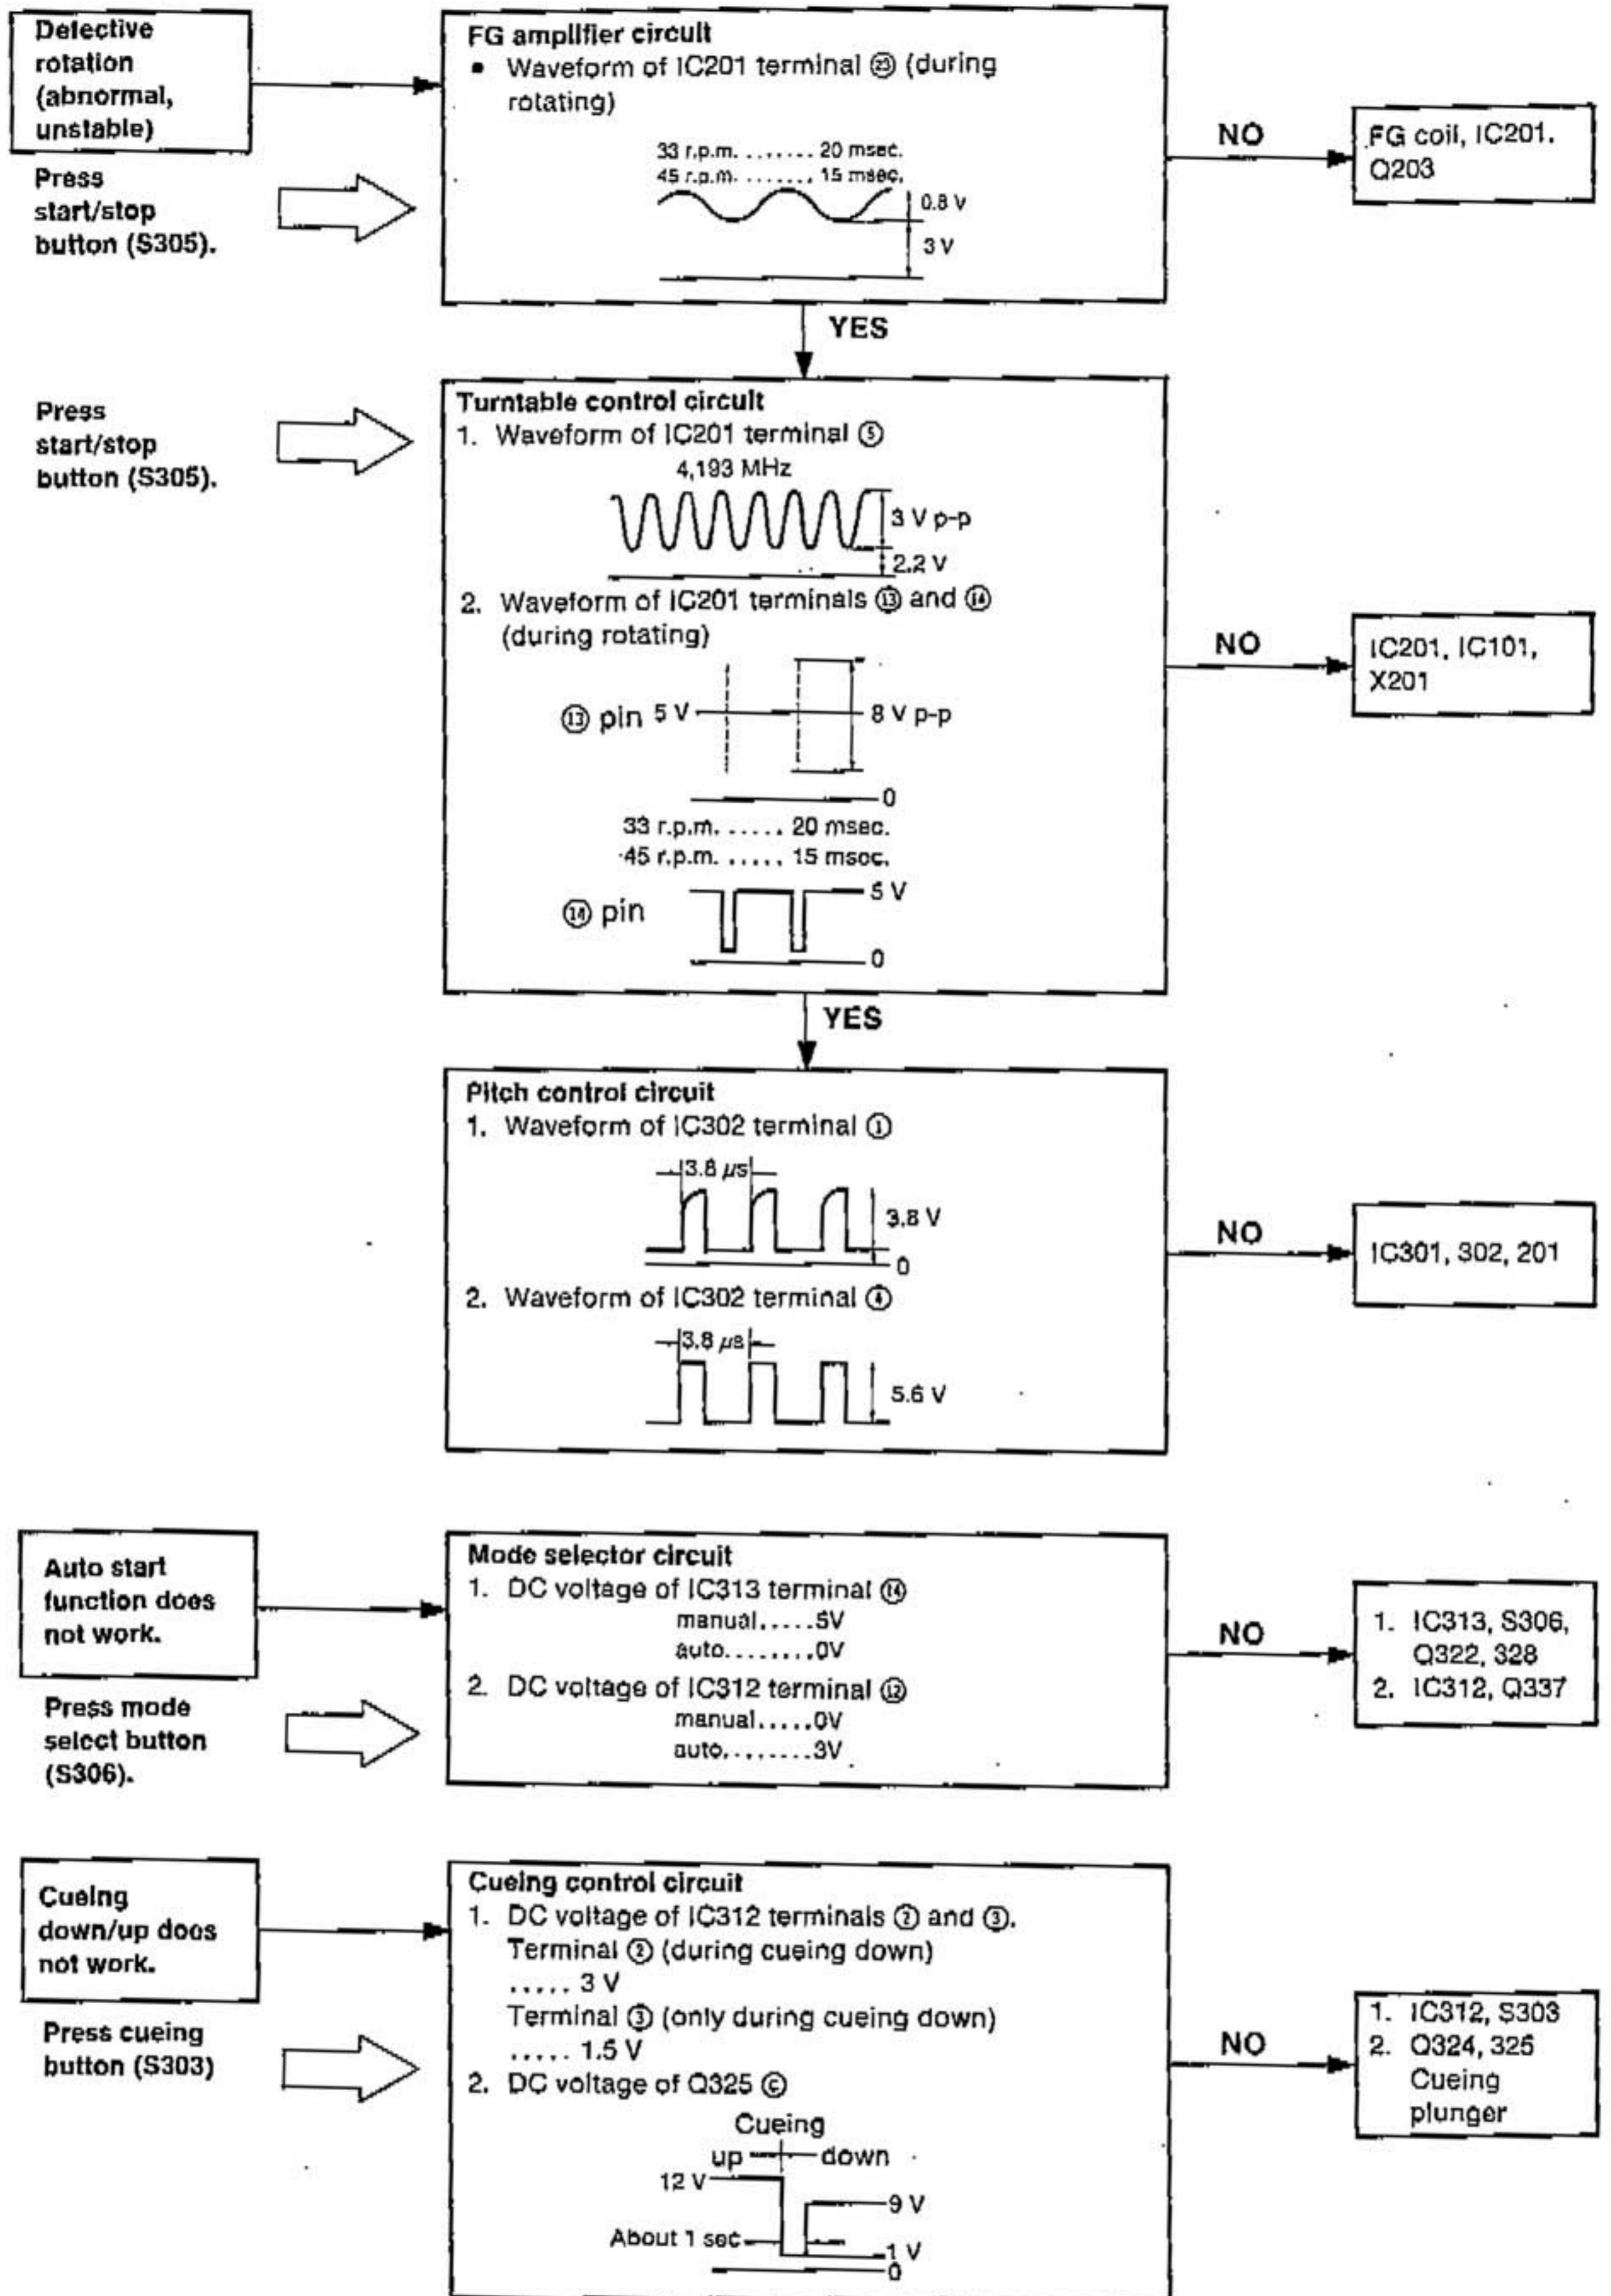 Defective
rotation
(abnormal,
unstable)
Press
start/stop
button (S305).
FG amplifier circuit
• Waveform of IC201 terminal ㉓ (during
rotating)
33 r.p.m. ........ 20 msec.
45 r.p.m. ........ 15 msec.
0.8 V
3 V
NO
FG coil, IC201.
Q203
YES
Press
start/stop
button (S305).
Turntable control circuit
1. Waveform of IC201 terminal ⑤
4,193 MHz
3 V p-p
2.2 V
2. Waveform of IC201 terminals ⑬ and ⑭
(during rotating)
⑬ pin 5 V
8 V p-p
0
33 r.p.m. ...... 20 msec.
45 r.p.m. ..... 15 msec.
⑭ pin
5 V
0
NO
IC201, IC101,
X201
YES
Pitch control circuit
1. Waveform of IC302 terminal ①
3.8 μs
3.8 V
0
2. Waveform of IC302 terminal ④
3.8 μs
5.6 V
NO
IC301, 302, 201
Auto start
function does
not work.
Press mode
select button
(S306).
Mode selector circuit
1. DC voltage of IC313 terminal ⑭
manual.....5V
auto........0V
2. DC voltage of IC312 terminal ⑫
manual.....0V
auto.........3V
NO
1. IC313, S306,
Q322, 328
2. IC312, Q337
Cueing
down/up does
not work.
Press cueing
button (S303)
Cueing control circuit
1. DC voltage of IC312 terminals ② and ③.
Terminal ② (during cueing down)
..... 3 V
Terminal ③ (only during cueing down)
..... 1.5 V
2. DC voltage of Q325 Ⓒ
Cueing
up down
12 V
9 V
About 1 sec
1 V
0
NO
1. IC312, S303
2. Q324, 325
Cueing
plunger